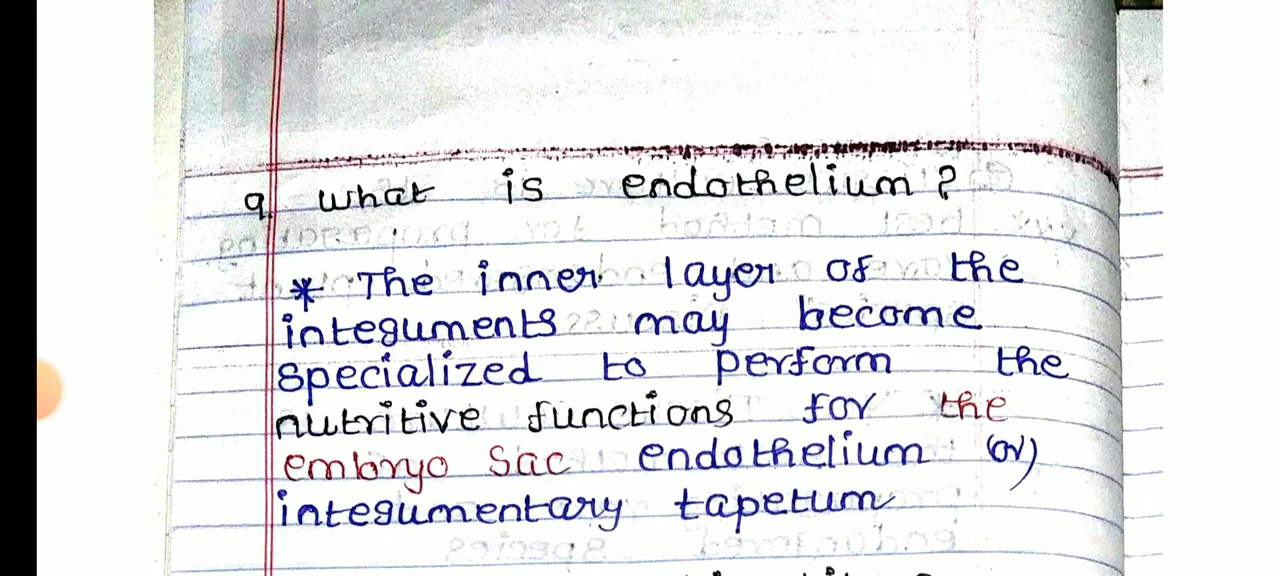 9. What is endothelium?
* The inner layer of the
integuments may become
specialized to perform the
nutritive functions for the
embryo sac endothelium (or)
integumentary tapetum